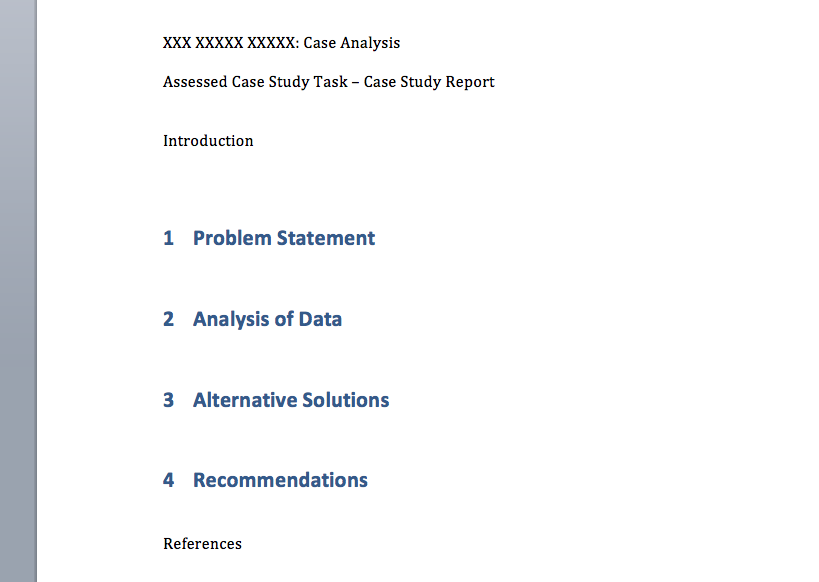 XXX XXXXX XXXXX: Case Analysis
Assessed Case Study Task – Case Study Report
Introduction
1 Problem Statement
2 Analysis of Data
3 Alternative Solutions
4 Recommendations
References